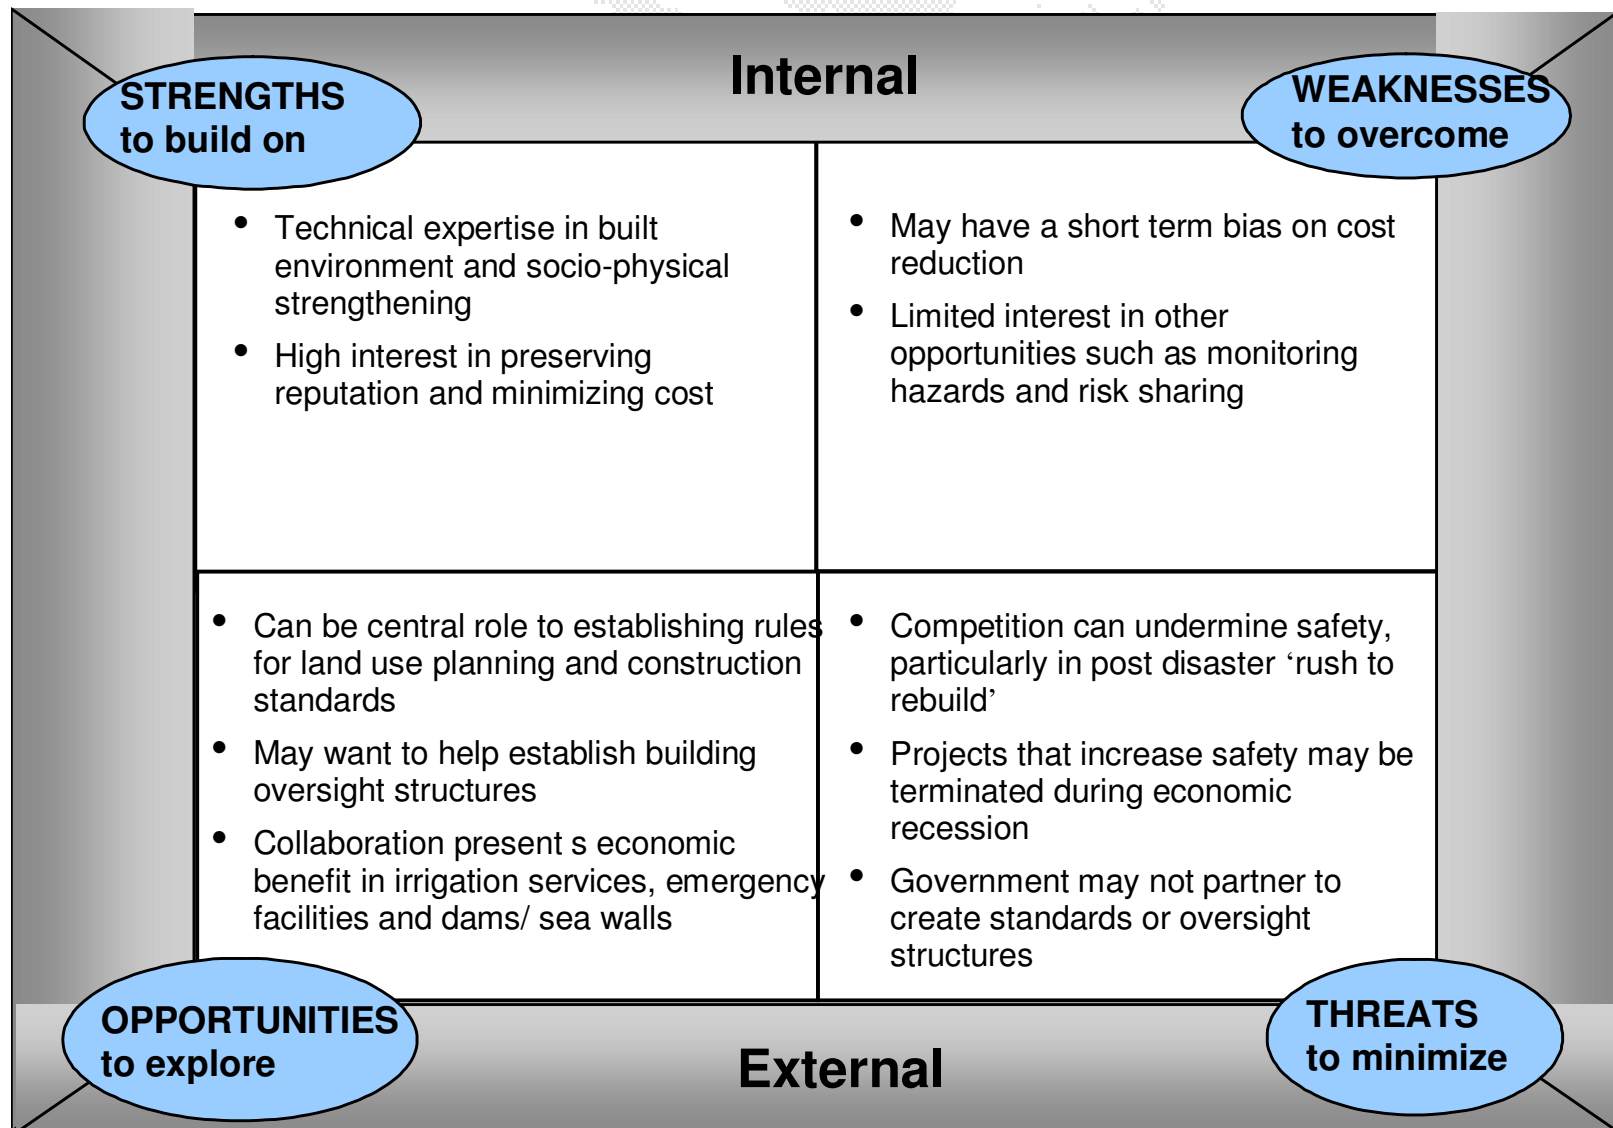 Internal
STRENGTHS
to build on
WEAKNESSES
to overcome
• Technical expertise in built
environment and socio-physical
strengthening
• High interest in preserving
reputation and minimizing cost
• May have a short term bias on cost
reduction
• Limited interest in other
opportunities such as monitoring
hazards and risk sharing
• Can be central role to establishing rules
for land use planning and construction
standards
• May want to help establish building
oversight structures
• Collaboration present s economic
benefit in irrigation services, emergency
facilities and dams/ sea walls
• Competition can undermine safety,
particularly in post disaster ‘rush to
rebuild’
• Projects that increase safety may be
terminated during economic
recession
• Government may not partner to
create standards or oversight
structures
OPPORTUNITIES
to explore
THREATS
to minimize
External